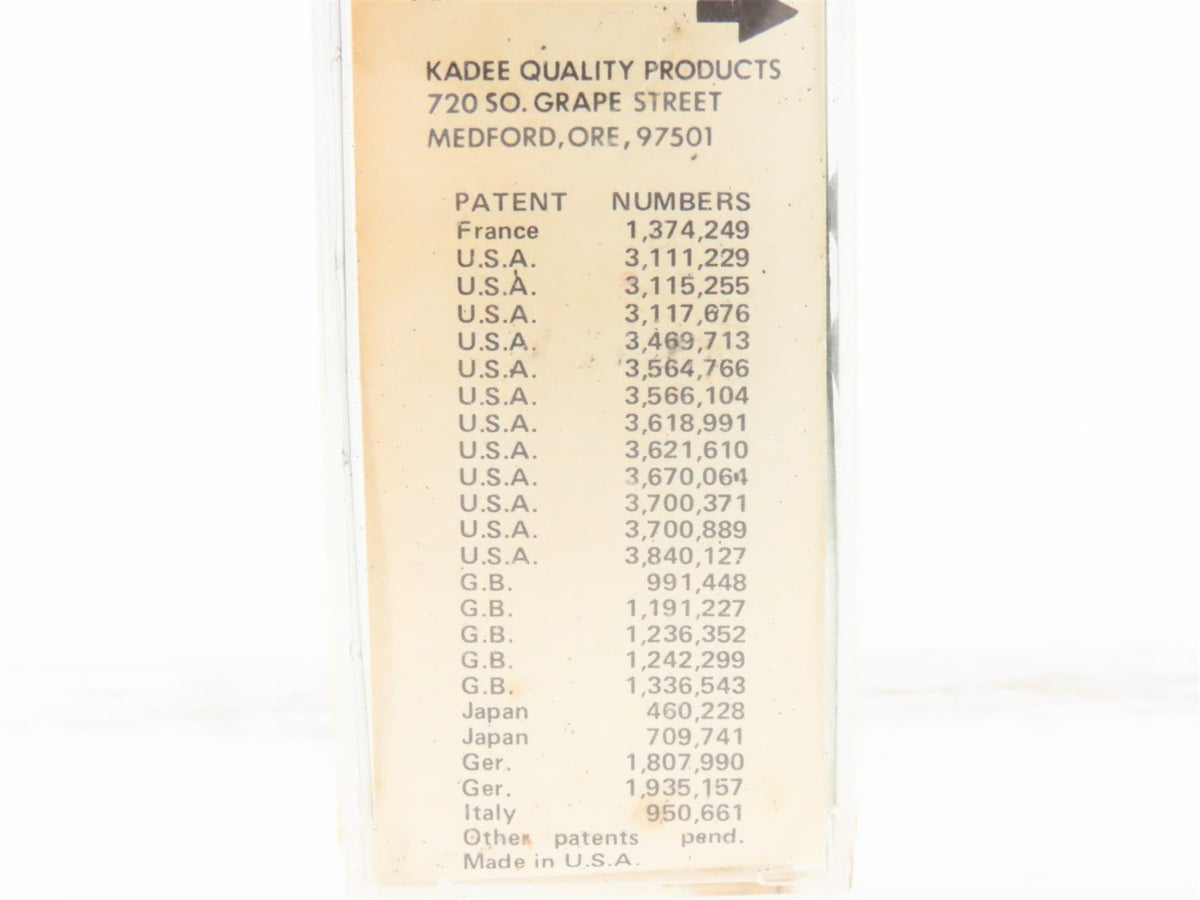 KADEE QUALITY PRODUCTS
720 SO. GRAPE STREET
MEDFORD, ORE, 97501
PATENT NUMBERS
France 1,374,249
U.S.A. 3,111,229
U.S.A. 3,115,255
U.S.A. 3,117,676
U.S.A. 3,469,713
U.S.A. 3,564,766
U.S.A. 3,566,104
U.S.A. 3,618,991
U.S.A. 3,621,610
U.S.A. 3,670,064
U.S.A. 3,700,371
U.S.A. 3,700,889
U.S.A. 3,840,127
G.B. 991,448
G.B. 1,191,227
G.B. 1,236,352
G.B. 1,242,299
G.B. 1,336,543
Japan 460,228
Japan 709,741
Ger. 1,807,990
Ger. 1,935,157
Italy 950,661
Other patents pend.
Made in U.S.A.